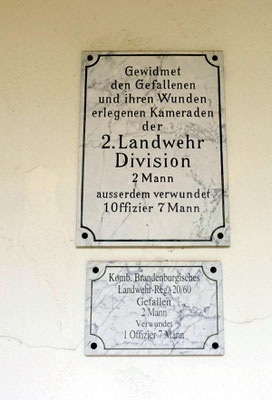 Gewidmet
den Gefallenen
und ihren Wunden
erlegenen Kameraden
der
2. Landwehr
Division
2 Mann
ausserdem verwundet
1 Offizier 7 Mann
Komb. Brandenburgisches
Landwehr-Reg. 20/60
Gefallen
2 Mann
Verwundet
1 Offizier 7 Mann